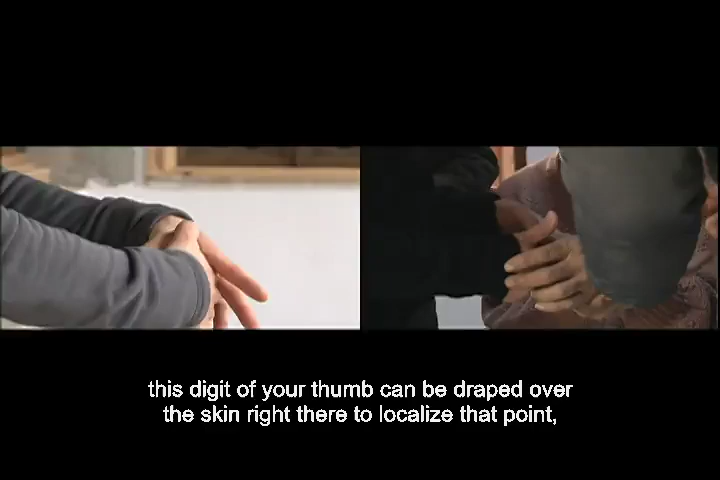 this digit of your thumb can be draped over
the skin right there to localize that point,